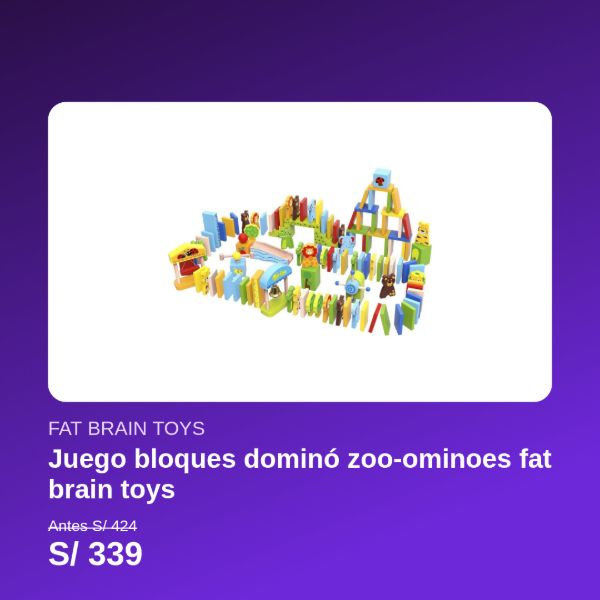 FAT BRAIN TOYS
Juego bloques dominó zoo-ominoes fat
brain toys
Antes S/ 424
S/ 339